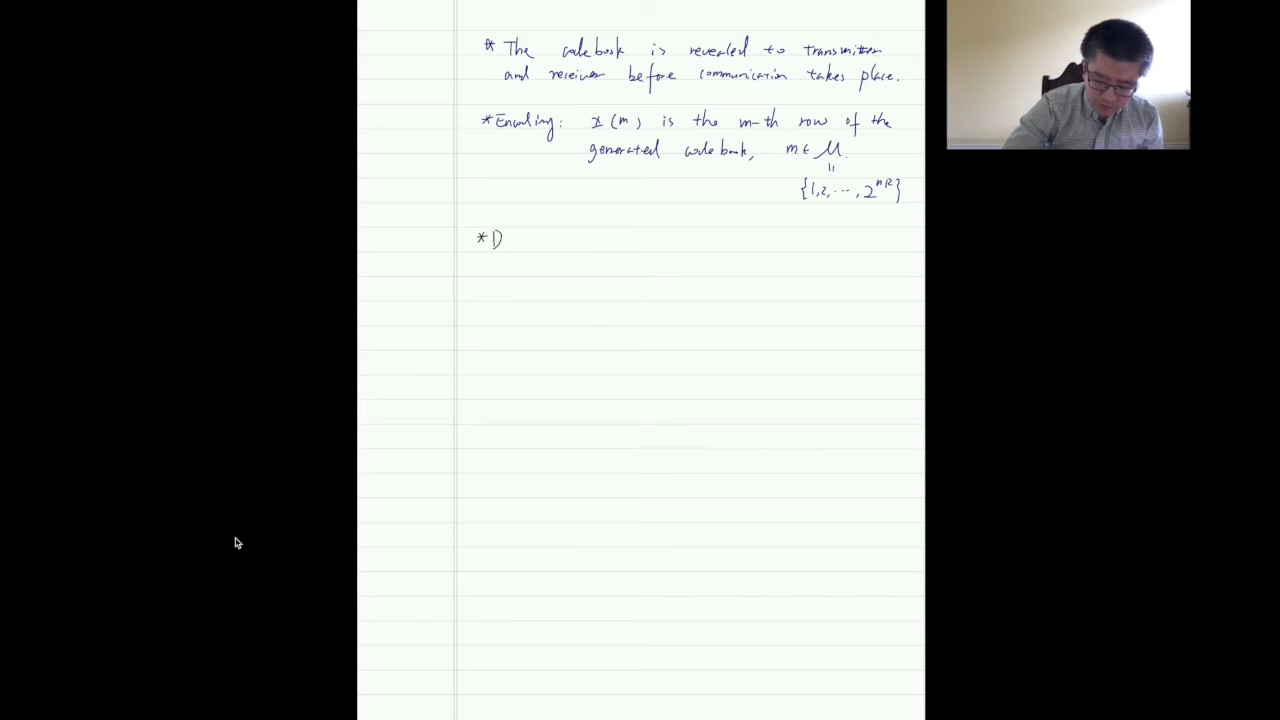 * The codebook is revealed to transmitter
and receiver before communication takes place.
*Encoding: x(m) is the m-th row of the
generated codebook, m ∈ M.
=
{1,2,⋯, 2^{nR}}
* D